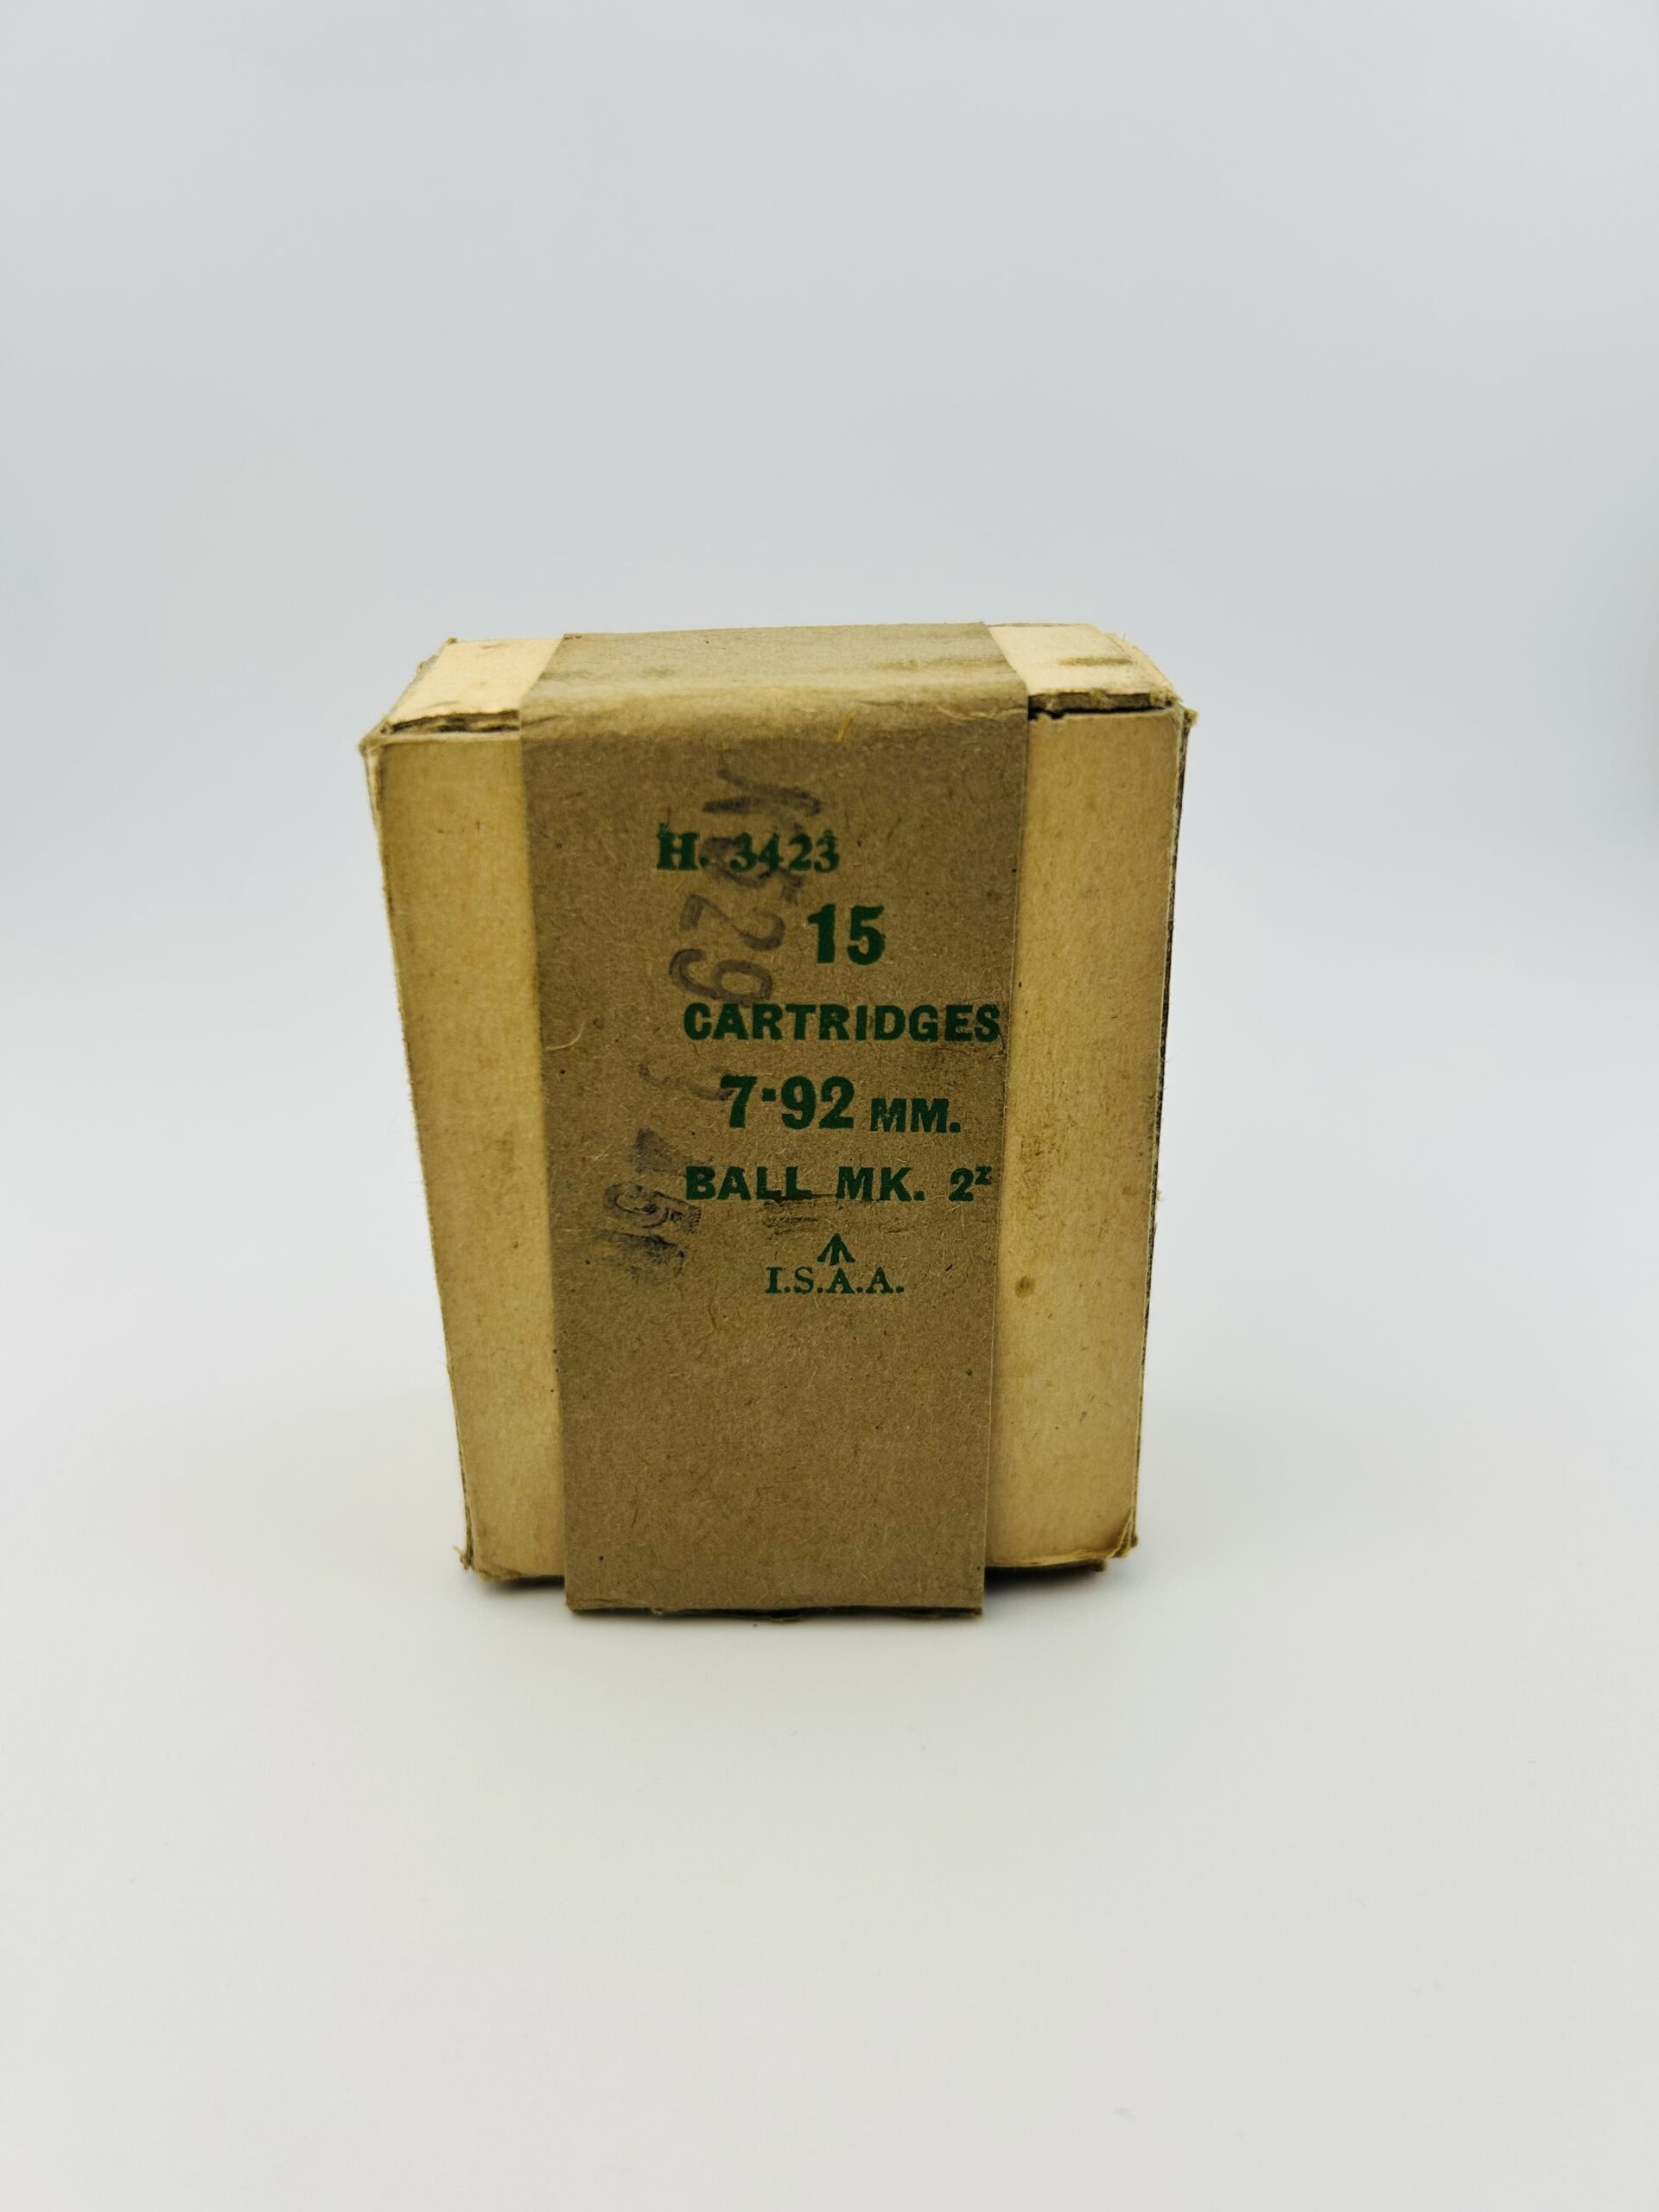 H. 3423
15
CARTRIDGES
7·92 MM.
BALL MK. 2ᶻ
I.S.A.A.